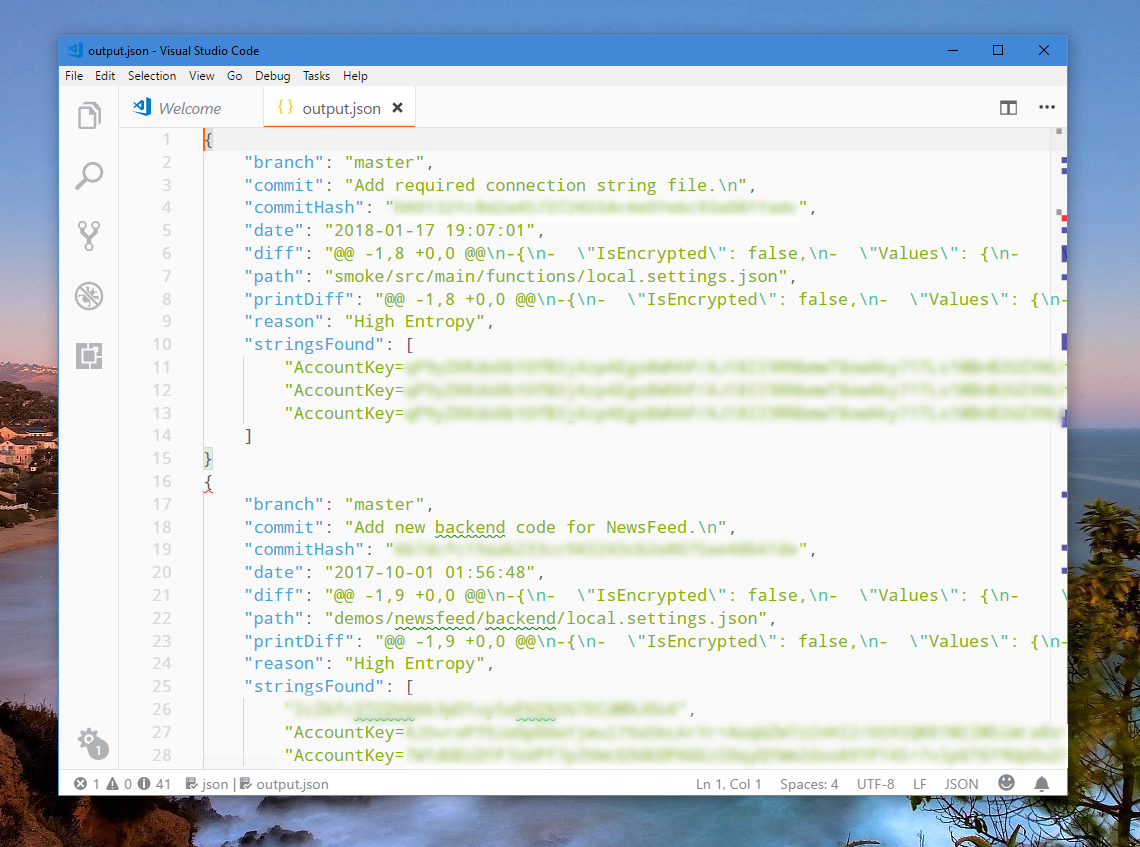 output.json - Visual Studio Code
File Edit Selection View Go Debug Tasks Help
Welcome { } output.json
1 {
2 "branch": "master",
3 "commit": "Add required connection string file.\n",
4 "commitHash": " ",
5 "date": "2018-01-17 19:07:01",
6 "diff": "@@ -1,8 +0,0 @@\n-{\n-  \"IsEncrypted\": false,\n-  \"Values\": {\n-
7 "path": "smoke/src/main/functions/local.settings.json",
8 "printDiff": "@@ -1,8 +0,0 @@\n-{\n-  \"IsEncrypted\": false,\n-  \"Values\": {\n-
9 "reason": "High Entropy",
10 "stringsFound": [
11 "AccountKey=
12 "AccountKey=
13 "AccountKey=
14 ]
15 }
16 {
17 "branch": "master",
18 "commit": "Add new backend code for NewsFeed.\n",
19 "commitHash": " ",
20 "date": "2017-10-01 01:56:48",
21 "diff": "@@ -1,9 +0,0 @@\n-{\n-  \"IsEncrypted\": false,\n-  \"Values\": {\n-    \
22 "path": "demos/newsfeed/backend/local.settings.json",
23 "printDiff": "@@ -1,9 +0,0 @@\n-{\n-  \"IsEncrypted\": false,\n-  \"Values\": {\n-
24 "reason": "High Entropy",
25 "stringsFound": [
26 " ",
27 "AccountKey=
28 "AccountKey=
1
1 0 41 json | output.json Ln 1, Col 1 Spaces: 4 UTF-8 LF JSON